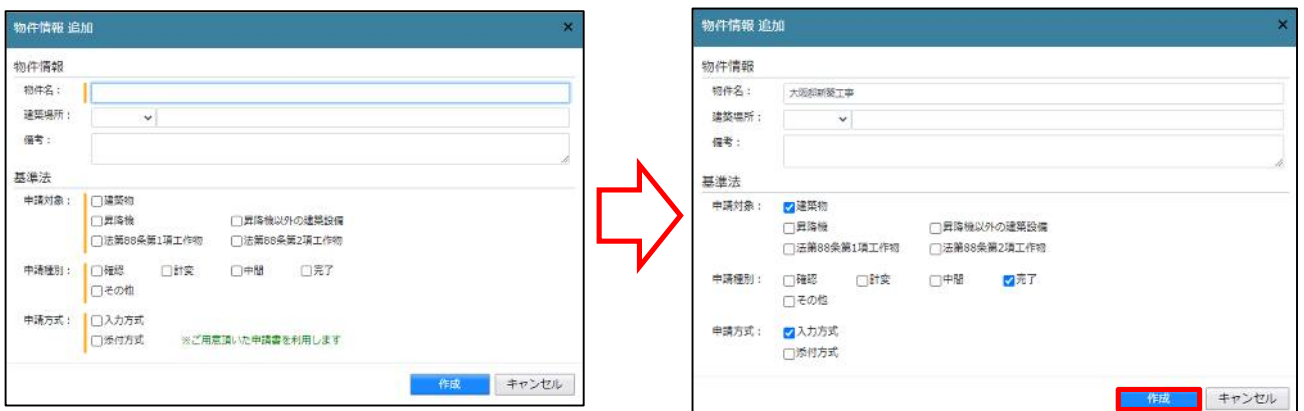 物件情報 追加 ×
物件情報
物件名：
建築場所：
備考：
基準法
申請対象： 建築物
昇降機 昇降機以外の建築設備
法第88条第1項工作物 法第88条第2項工作物
申請種別： 確認 計変 中間 完了
その他
申請方式： 入力方式
添付方式 ※ご用意頂いた申請書を利用します
作成 キャンセル
物件情報 追加 ×
物件情報
物件名： 大阪邸新築工事
建築場所：
備考：
基準法
申請対象： 建築物
昇降機 昇降機以外の建築設備
法第88条第1項工作物 法第88条第2項工作物
申請種別： 確認 計変 中間 完了
その他
申請方式： 入力方式
添付方式
作成 キャンセル